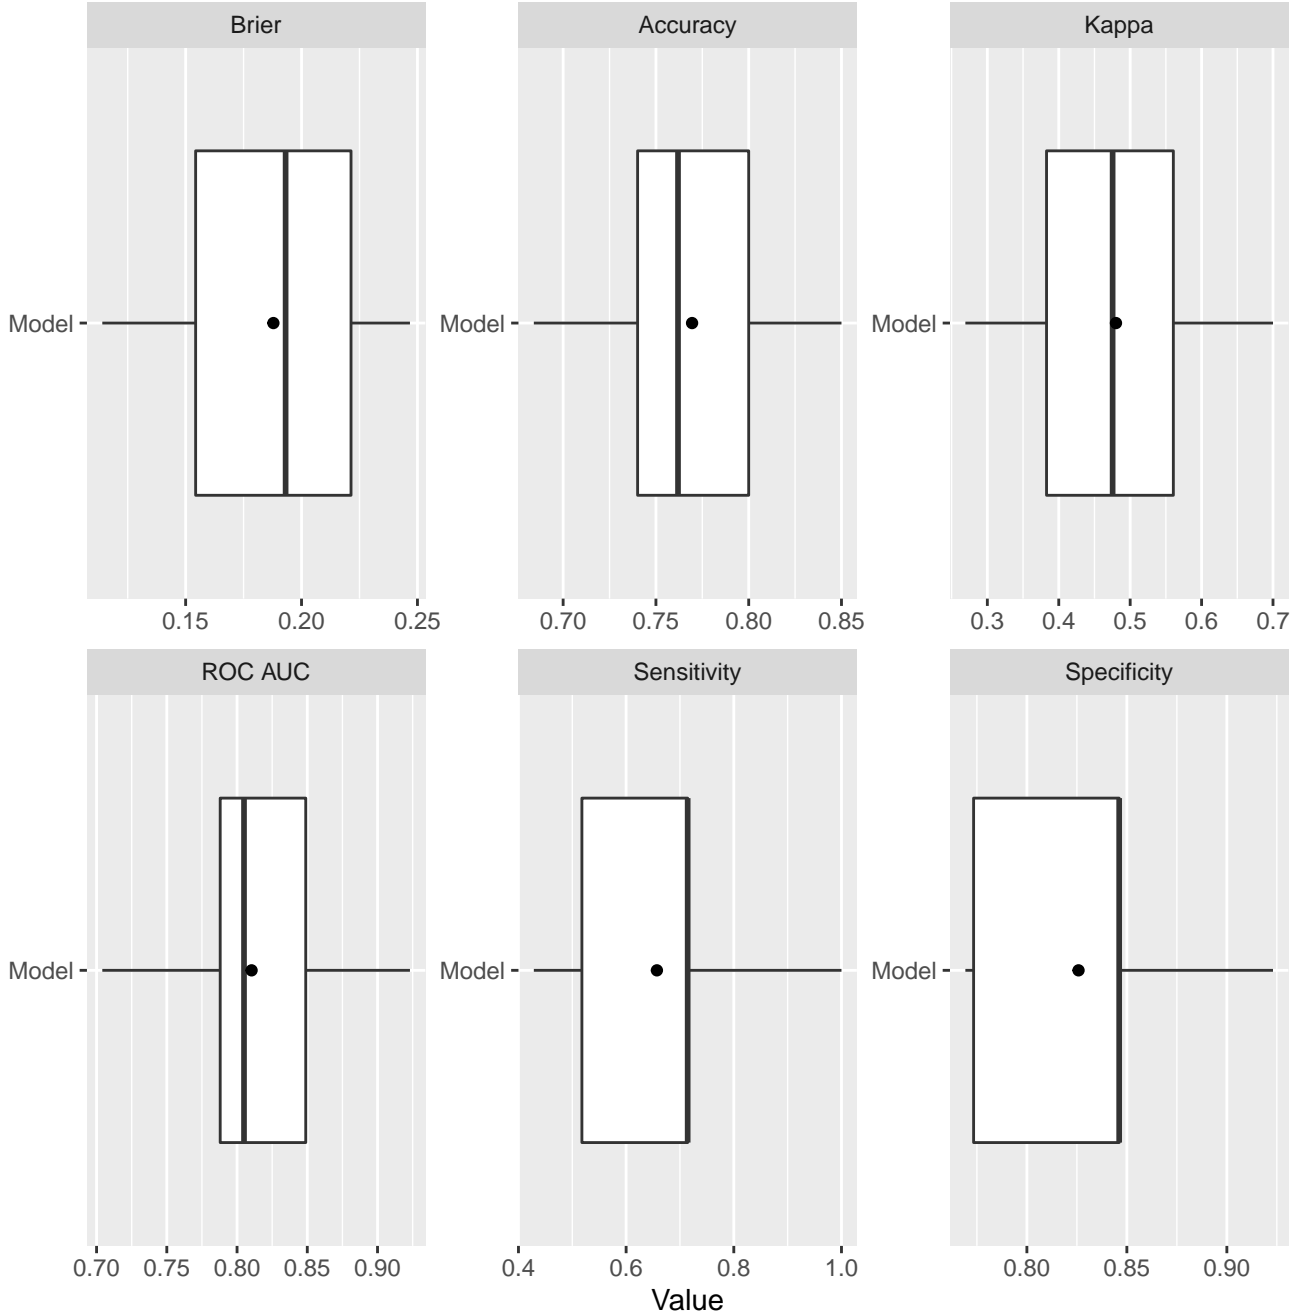 Brier Accuracy Kappa
Model Model Model
0.15 0.20 0.25 0.70 0.75 0.80 0.85 0.3 0.4 0.5 0.6 0.7
ROC AUC Sensitivity Specificity
Model Model Model
0.70 0.75 0.80 0.85 0.90 0.4 0.6 0.8 1.0 0.80 0.85 0.90
Value